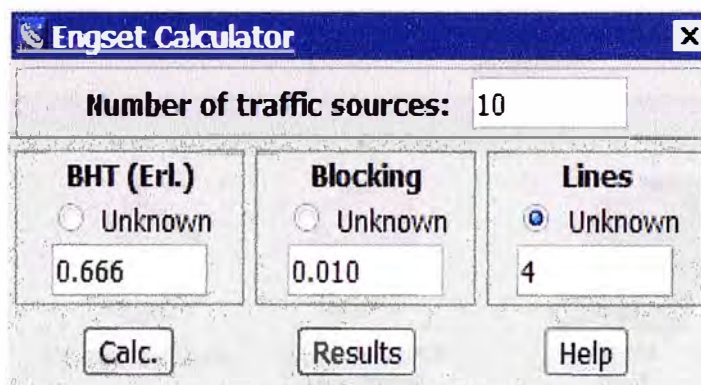 Engset Calculator
Number of traffic sources: 10
BHT (Erl.) Blocking Lines
Unknown Unknown Unknown
0.666 0.010 4
Calc. Results Help